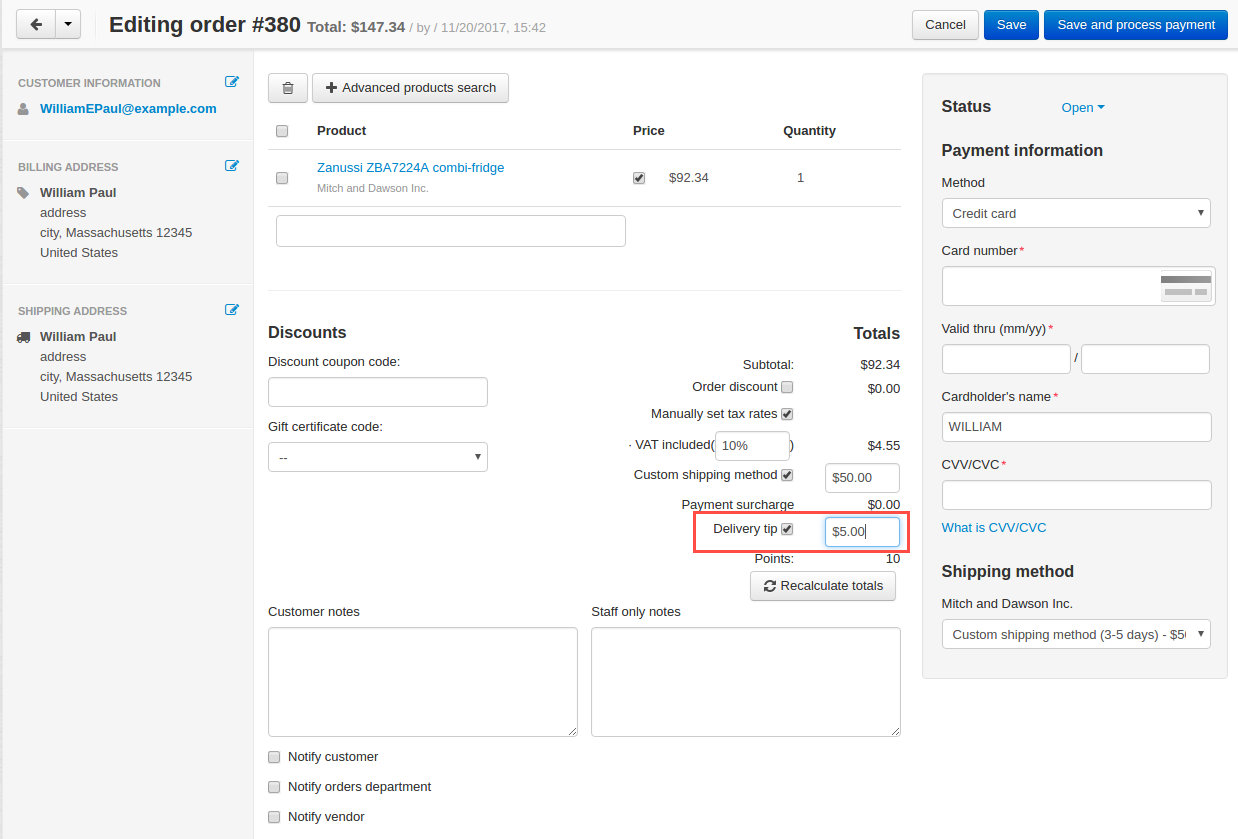 Editing order #380 Total: $147.34 / by / 11/20/2017, 15:42
Cancel
Save
Save and process payment
CUSTOMER INFORMATION
WilliamEPaul@example.com
BILLING ADDRESS
William Paul
address
city, Massachusetts 12345
United States
SHIPPING ADDRESS
William Paul
address
city, Massachusetts 12345
United States
Advanced products search
Product Price Quantity
Zanussi ZBA7224A combi-fridge $92.34 1
Mitch and Dawson Inc.
Discounts
Discount coupon code:
Gift certificate code:
--
Totals
Subtotal: $92.34
Order discount $0.00
Manually set tax rates
· VAT included( 10% ) $4.55
Custom shipping method $50.00
Payment surcharge $0.00
Delivery tip $5.00
Points: 10
Recalculate totals
Customer notes
Staff only notes
Notify customer
Notify orders department
Notify vendor
Status Open
Payment information
Method
Credit card
Card number*
Valid thru (mm/yy)*
/
Cardholder's name*
WILLIAM
CVV/CVC*
What is CVV/CVC
Shipping method
Mitch and Dawson Inc.
Custom shipping method (3-5 days) - $5